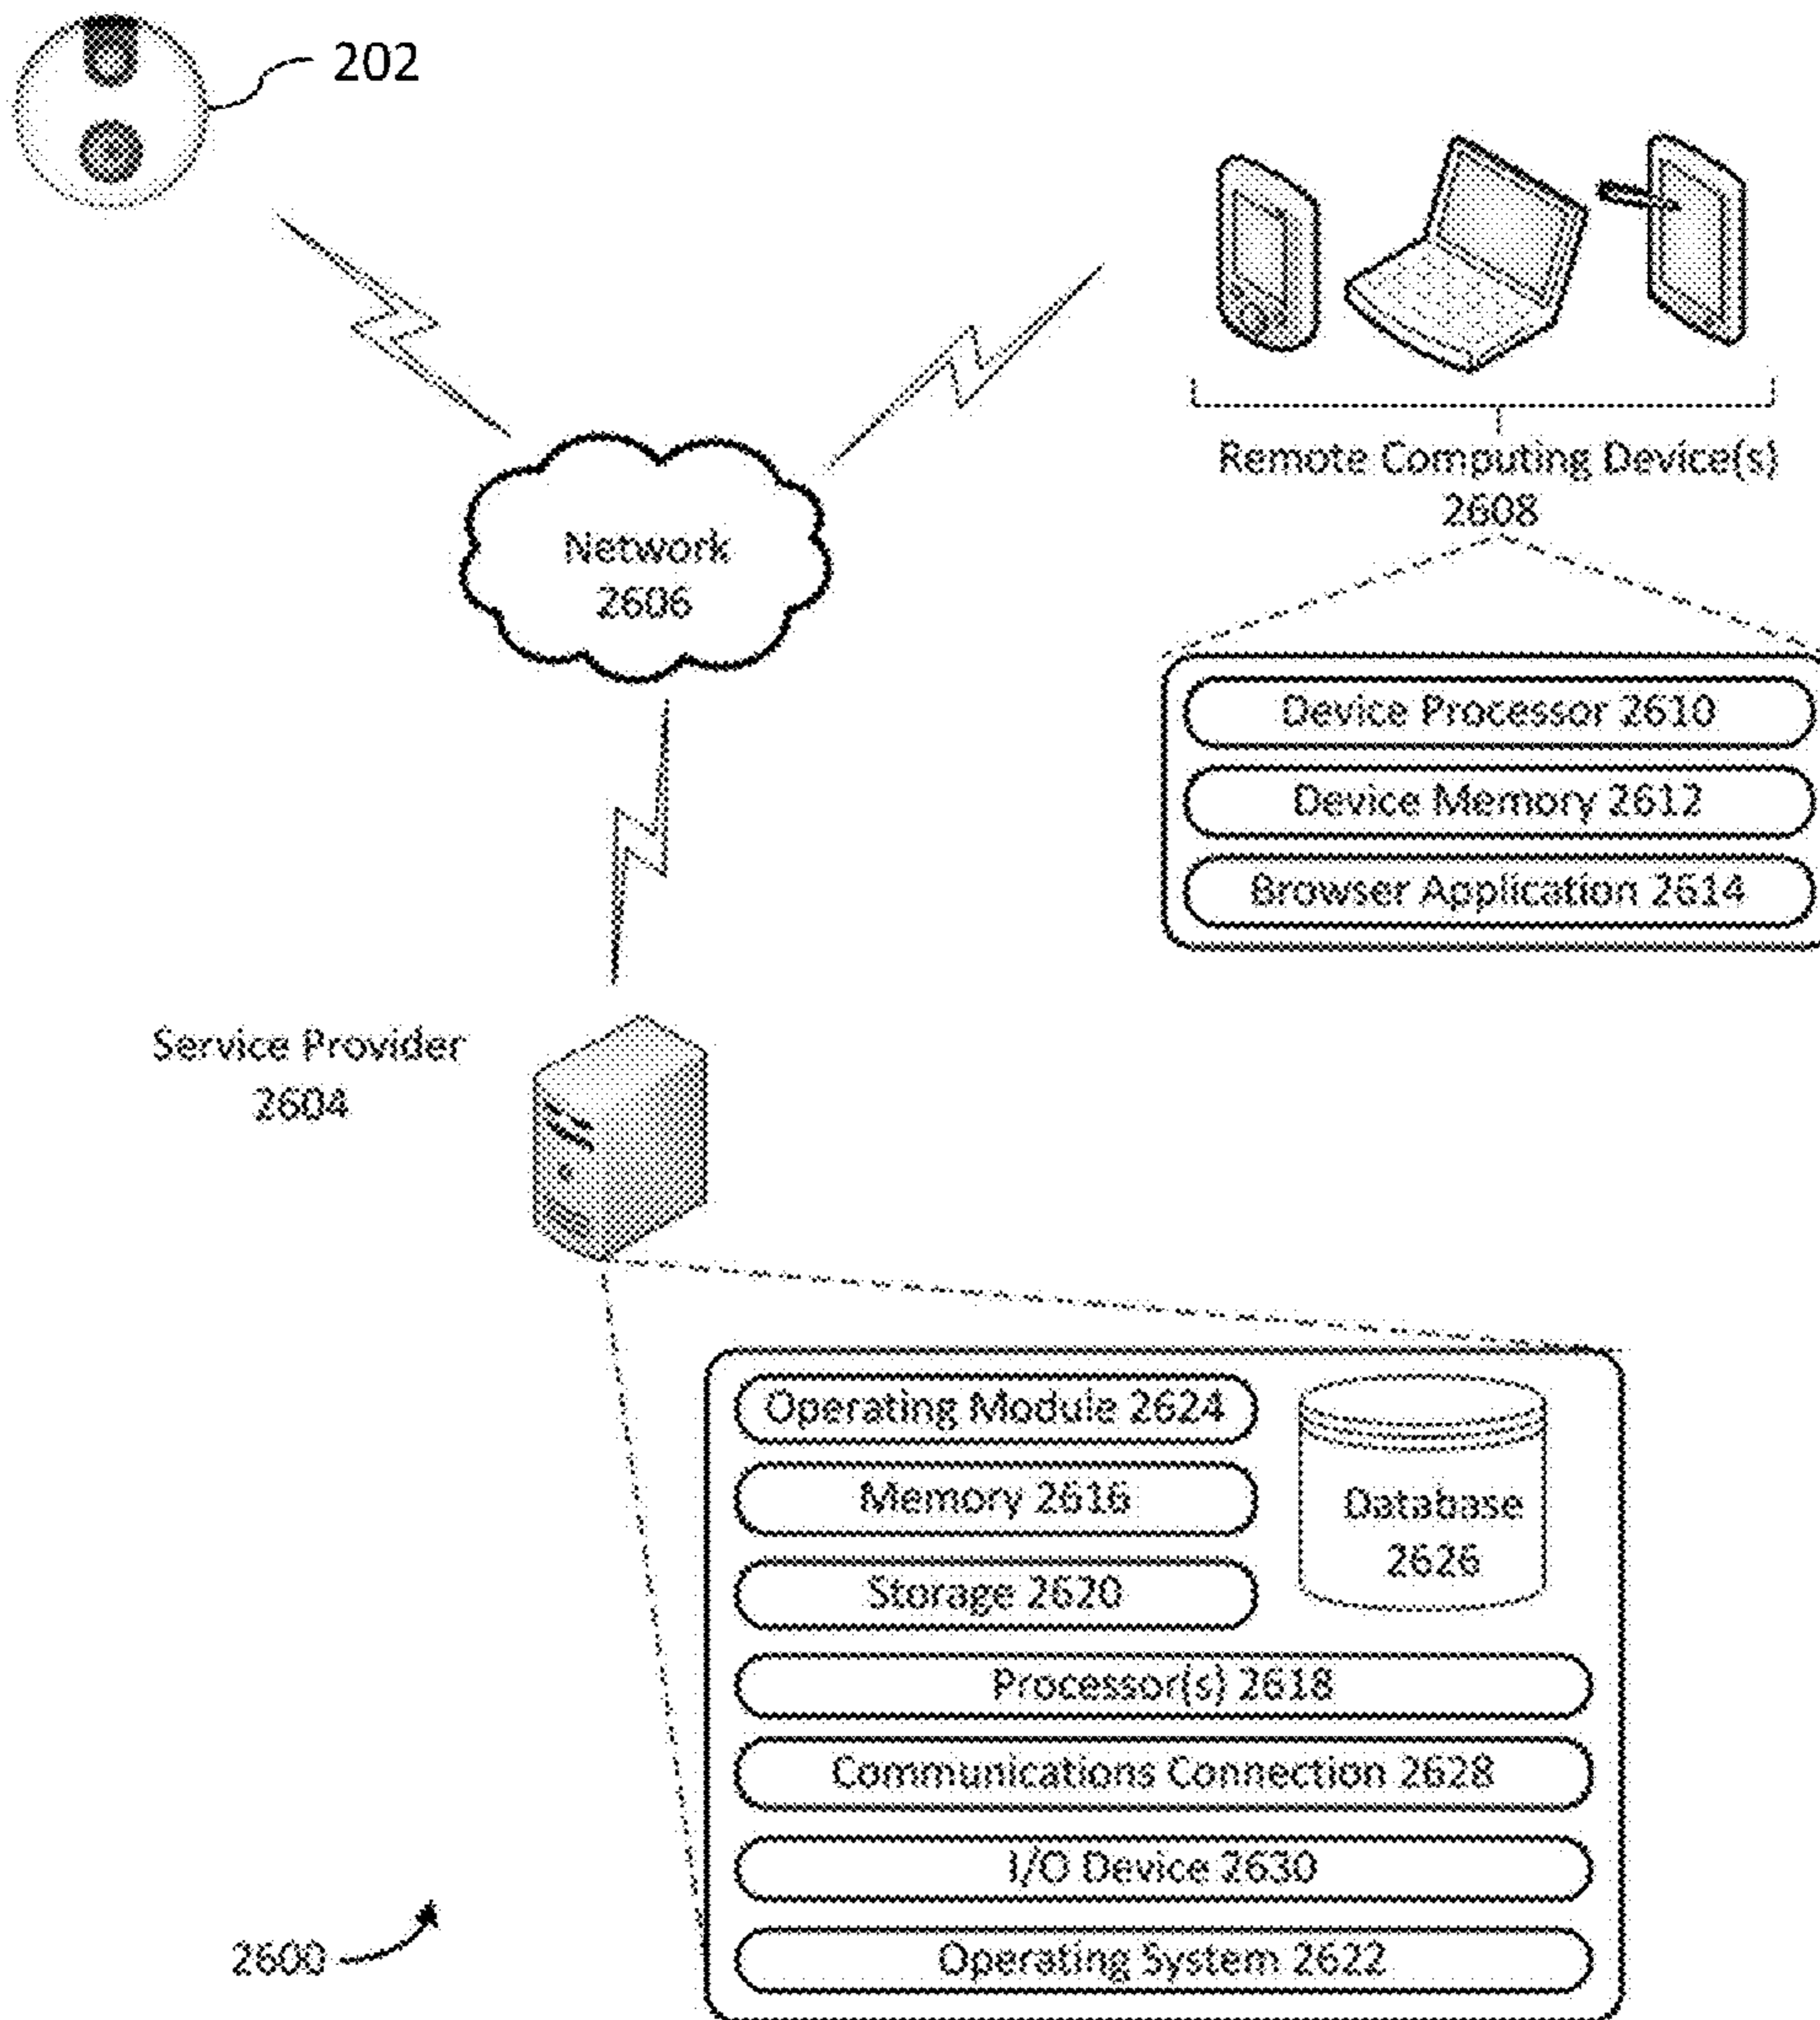 202
Remote Computing Device(s)
2608
Network
2606
Device Processor 2610
Device Memory 2612
Browser Application 2614
Service Provider
2604
Operating Module 2624
Memory 2616
Storage 2620
Database
2626
Processor(s) 2618
Communications Connection 2628
I/O Device 2630
Operating System 2622
2600